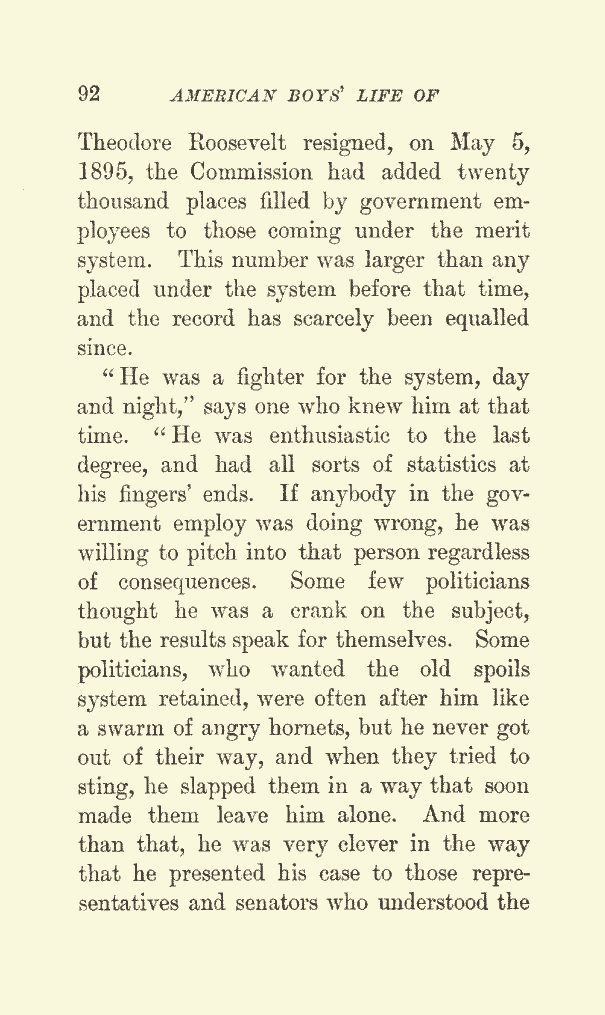 92 AMERICAN BOYS' LIFE OF
Theodore Roosevelt resigned, on May 5,
1895, the Commission had added twenty
thousand places filled by government em-
ployees to those coming under the merit
system. This number was larger than any
placed under the system before that time,
and the record has scarcely been equalled
since.
"He was a fighter for the system, day
and night," says one who knew him at that
time. "He was enthusiastic to the last
degree, and had all sorts of statistics at
his fingers' ends. If anybody in the gov-
ernment employ was doing wrong, he was
willing to pitch into that person regardless
of consequences. Some few politicians
thought he was a crank on the subject,
but the results speak for themselves. Some
politicians, who wanted the old spoils
system retained, were often after him like
a swarm of angry hornets, but he never got
out of their way, and when they tried to
sting, he slapped them in a way that soon
made them leave him alone. And more
than that, he was very clever in the way
that he presented his case to those repre-
sentatives and senators who understood the